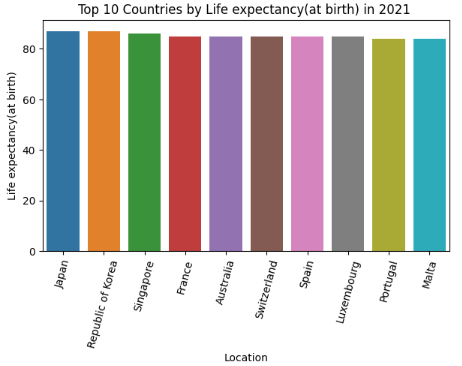 Top 10 Countries by Life expectancy(at birth) in 2021
Life expectancy(at birth)
80
60
40
20
0
Japan
Republic of Korea
Singapore
France
Australia
Switzerland
Spain
Luxembourg
Portugal
Malta
Location